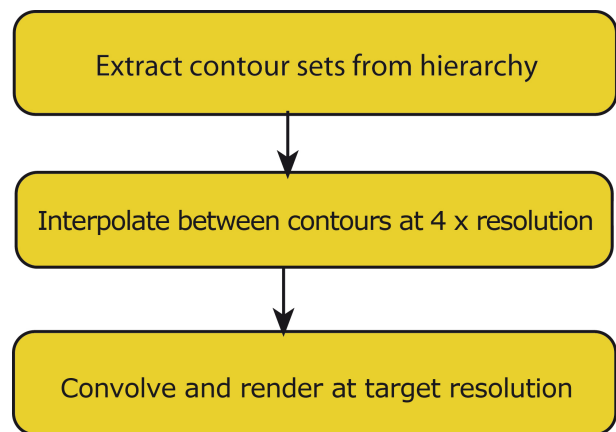 Extract contour sets from hierarchy
Interpolate between contours at 4 x resolution
Convolve and render at target resolution